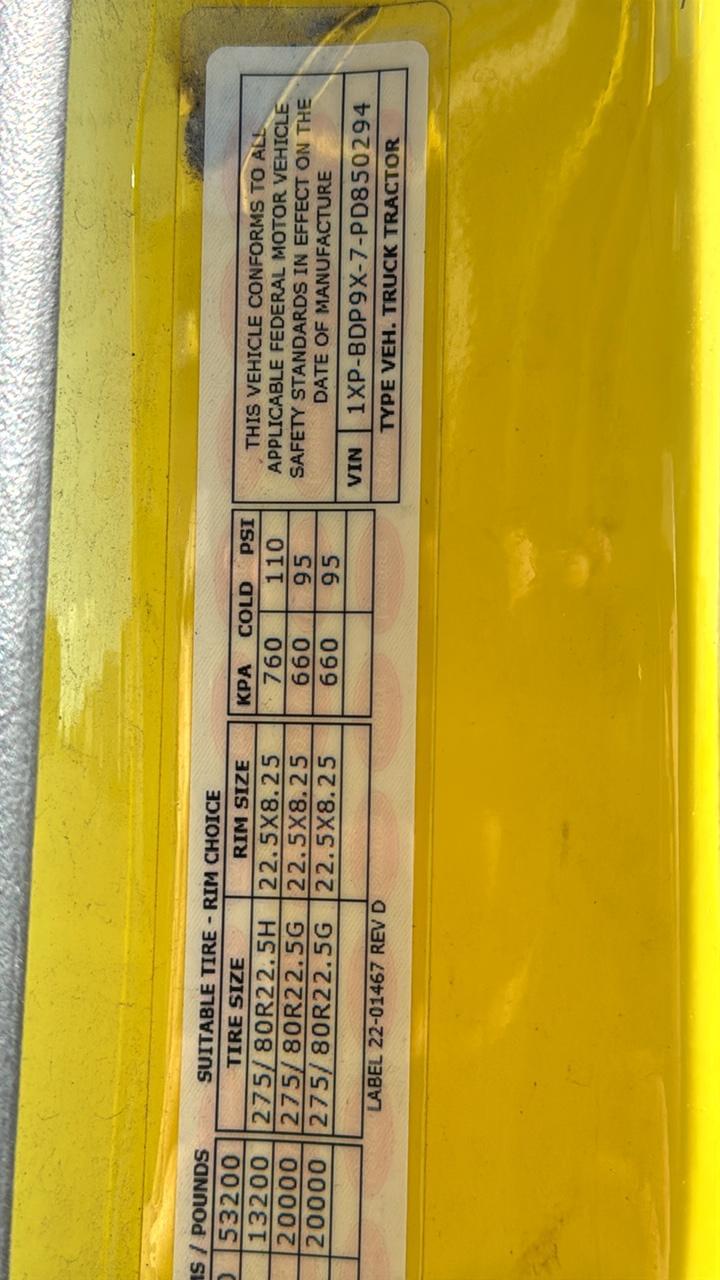 SUITABLE TIRE - RIM CHOICE
/ POUNDS TIRE SIZE RIM SIZE KPA COLD PSI
53200
13200 275/80R22.5H 22.5X8.25 760 110
20000 275/80R22.5G 22.5X8.25 660 95
20000 275/80R22.5G 22.5X8.25 660 95
LABEL 22-01467 REV D
THIS VEHICLE CONFORMS TO ALL
APPLICABLE FEDERAL MOTOR VEHICLE
SAFETY STANDARDS IN EFFECT ON THE
DATE OF MANUFACTURE
VIN 1XP-BDP9X-7-PD850294
TYPE VEH. TRUCK TRACTOR